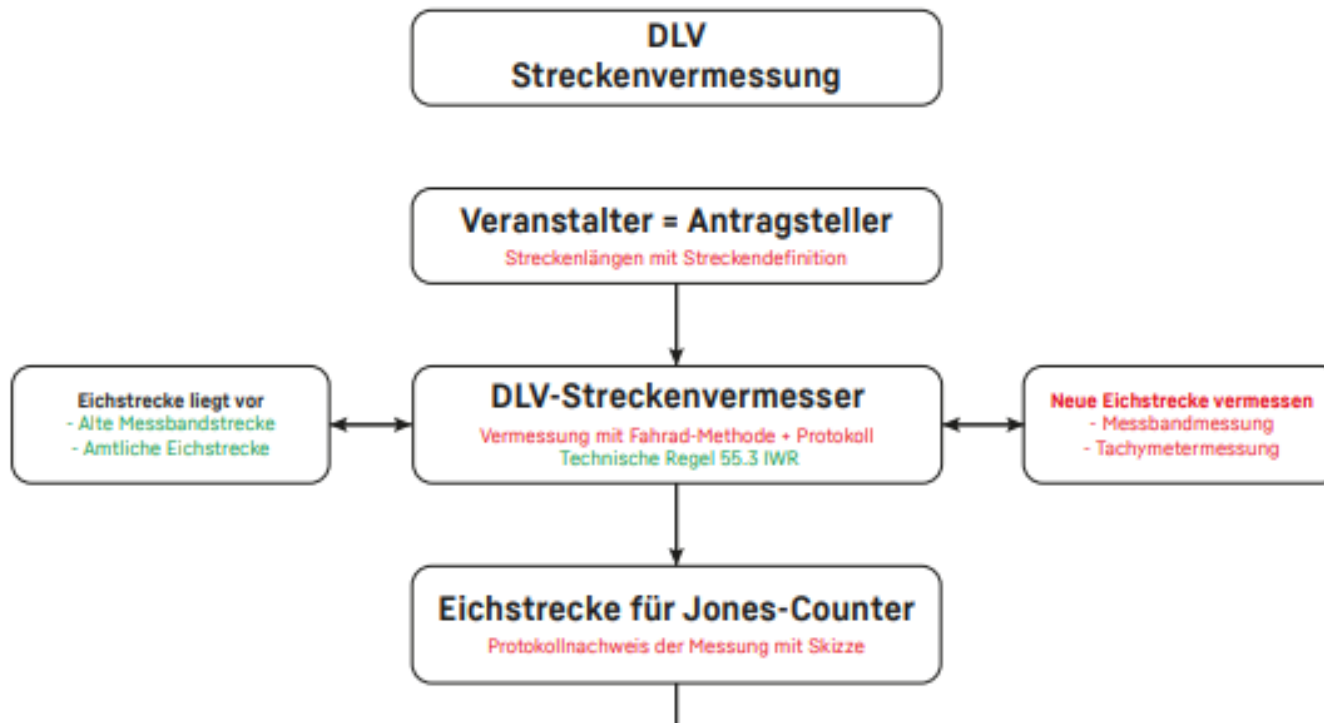 DLV
Streckenvermessung
Veranstalter = Antragsteller
Streckenlängen mit Streckendefinition
Eichstrecke liegt vor
- Alte Messbandstrecke
- Amtliche Eichstrecke
DLV-Streckenvermesser
Vermessung mit Fahrrad-Methode + Protokoll
Technische Regel 55.3 IWR
Neue Eichstrecke vermessen
- Messbandmessung
- Tachymetermessung
Eichstrecke für Jones-Counter
Protokollnachweis der Messung mit Skizze